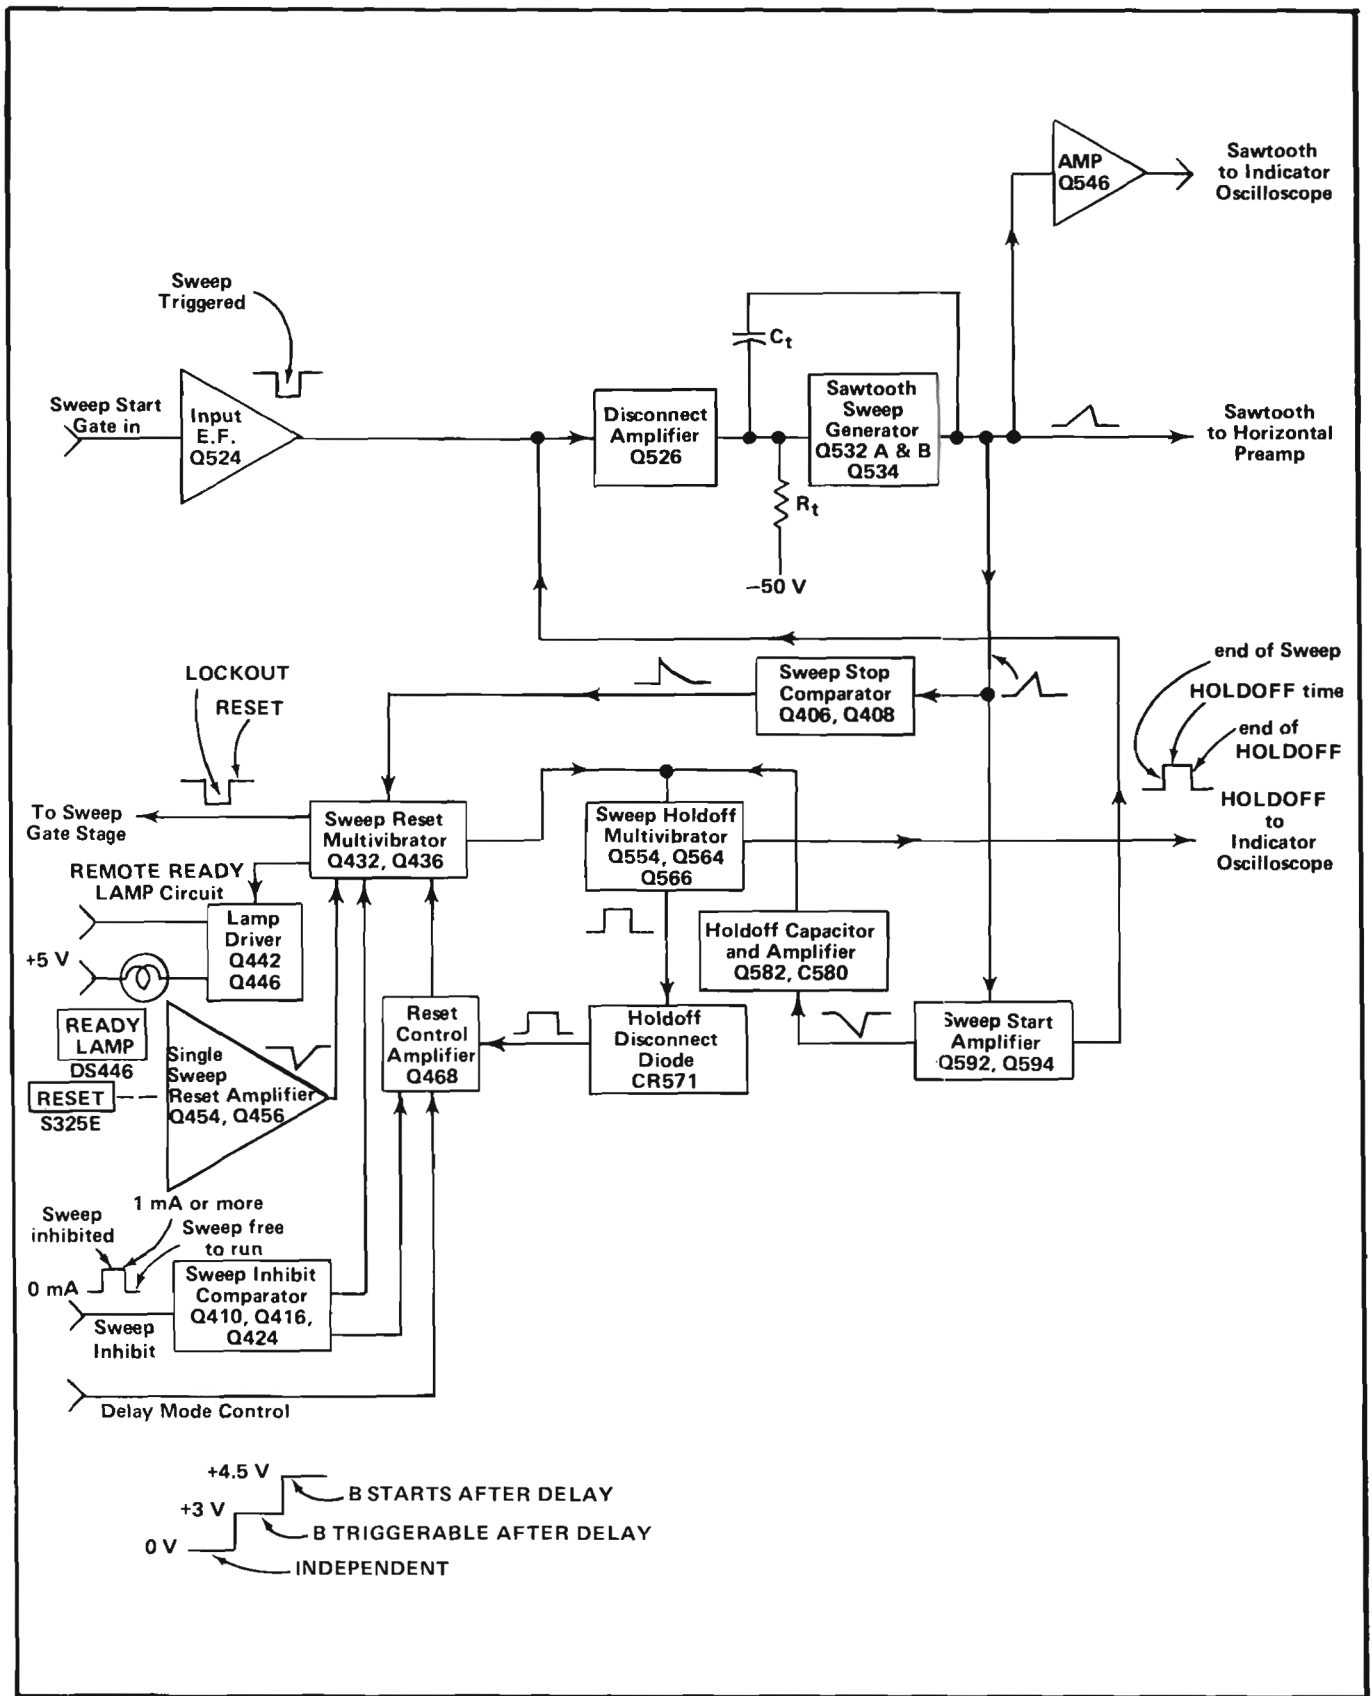 AMP
Q546
Sawtooth
to Indicator
Oscilloscope
Sweep
Triggered
Sweep Start
Gate in
Input
E.F.
Q524
Disconnect
Amplifier
Q526
Ct
Rt
−50 V
Sawtooth
Sweep
Generator
Q532 A & B
Q534
Sawtooth
to Horizontal
Preamp
LOCKOUT
RESET
Sweep Stop
Comparator
Q406, Q408
end of Sweep
HOLDOFF time
end of
HOLDOFF
To Sweep
Gate Stage
Sweep Reset
Multivibrator
Q432, Q436
Sweep Holdoff
Multivibrator
Q554, Q564
Q566
HOLDOFF
to
Indicator
Oscilloscope
REMOTE READY
LAMP Circuit
+5 V
Lamp
Driver
Q442
Q446
Holdoff Capacitor
and Amplifier
Q582, C580
READY
LAMP
DS446
RESET
S325E
Single
Sweep
Reset Amplifier
Q454, Q456
Reset
Control
Amplifier
Q468
Holdoff
Disconnect
Diode
CR571
Sweep Start
Amplifier
Q592, Q594
Sweep
inhibited
1 mA or more
Sweep free
to run
0 mA
Sweep
Inhibit
Sweep Inhibit
Comparator
Q410, Q416,
Q424
Delay Mode Control
+4.5 V
B STARTS AFTER DELAY
+3 V
B TRIGGERABLE AFTER DELAY
0 V
INDEPENDENT